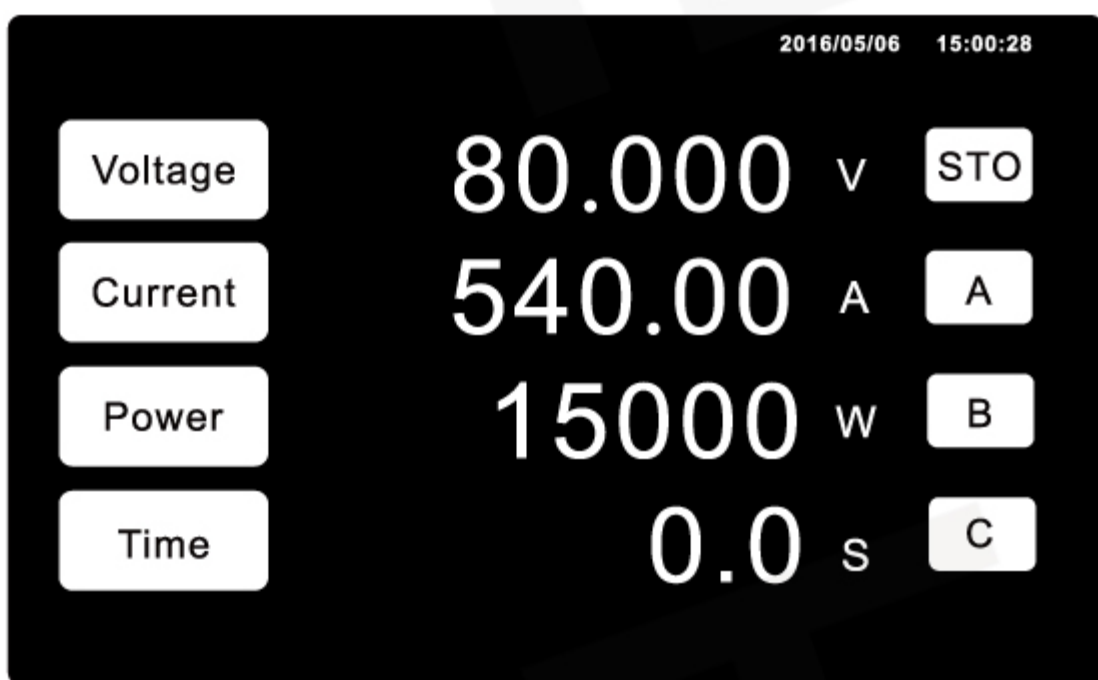 2016/05/06 15:00:28
Voltage 80.000 V STO
Current 540.00 A A
Power 15000 W B
Time 0.0 S C